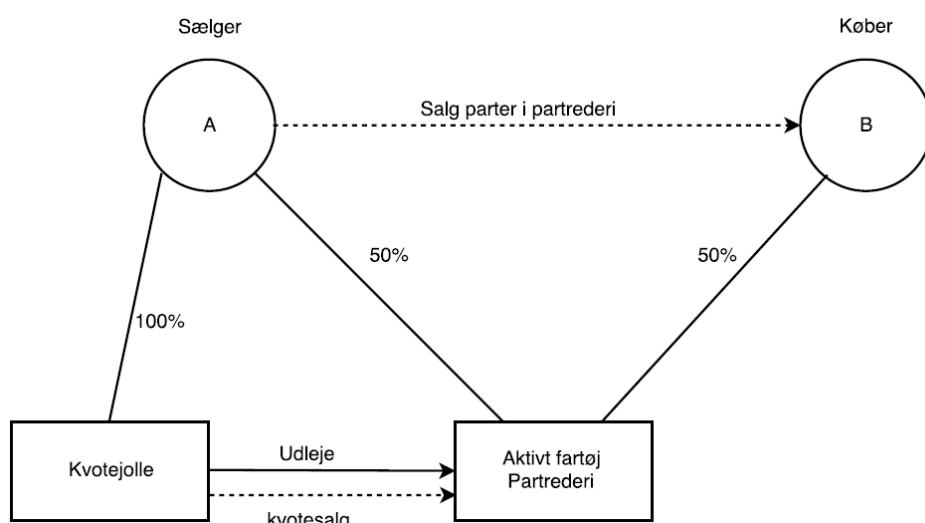 Sælger
Køber
A
Salg parter i partrederi
B
50%
50%
100%
Kvotejolle
Udleje
Aktivt fartøj
Partrederi
kvotesalg